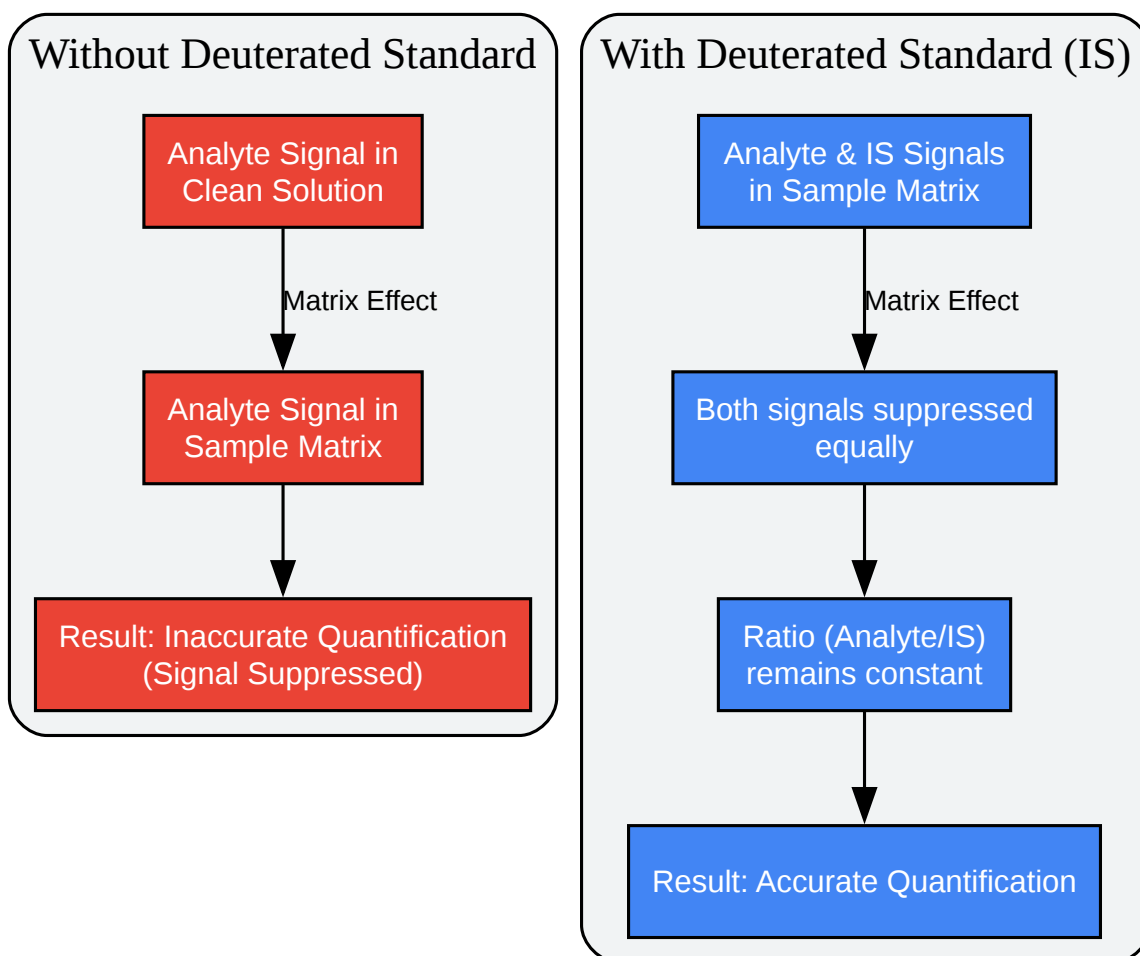 Without Deuterated Standard
Analyte Signal in
Clean Solution
Matrix Effect
Analyte Signal in
Sample Matrix
Result: Inaccurate Quantification
(Signal Suppressed)
With Deuterated Standard (IS)
Analyte & IS Signals
in Sample Matrix
Matrix Effect
Both signals suppressed
equally
Ratio (Analyte/IS)
remains constant
Result: Accurate Quantification